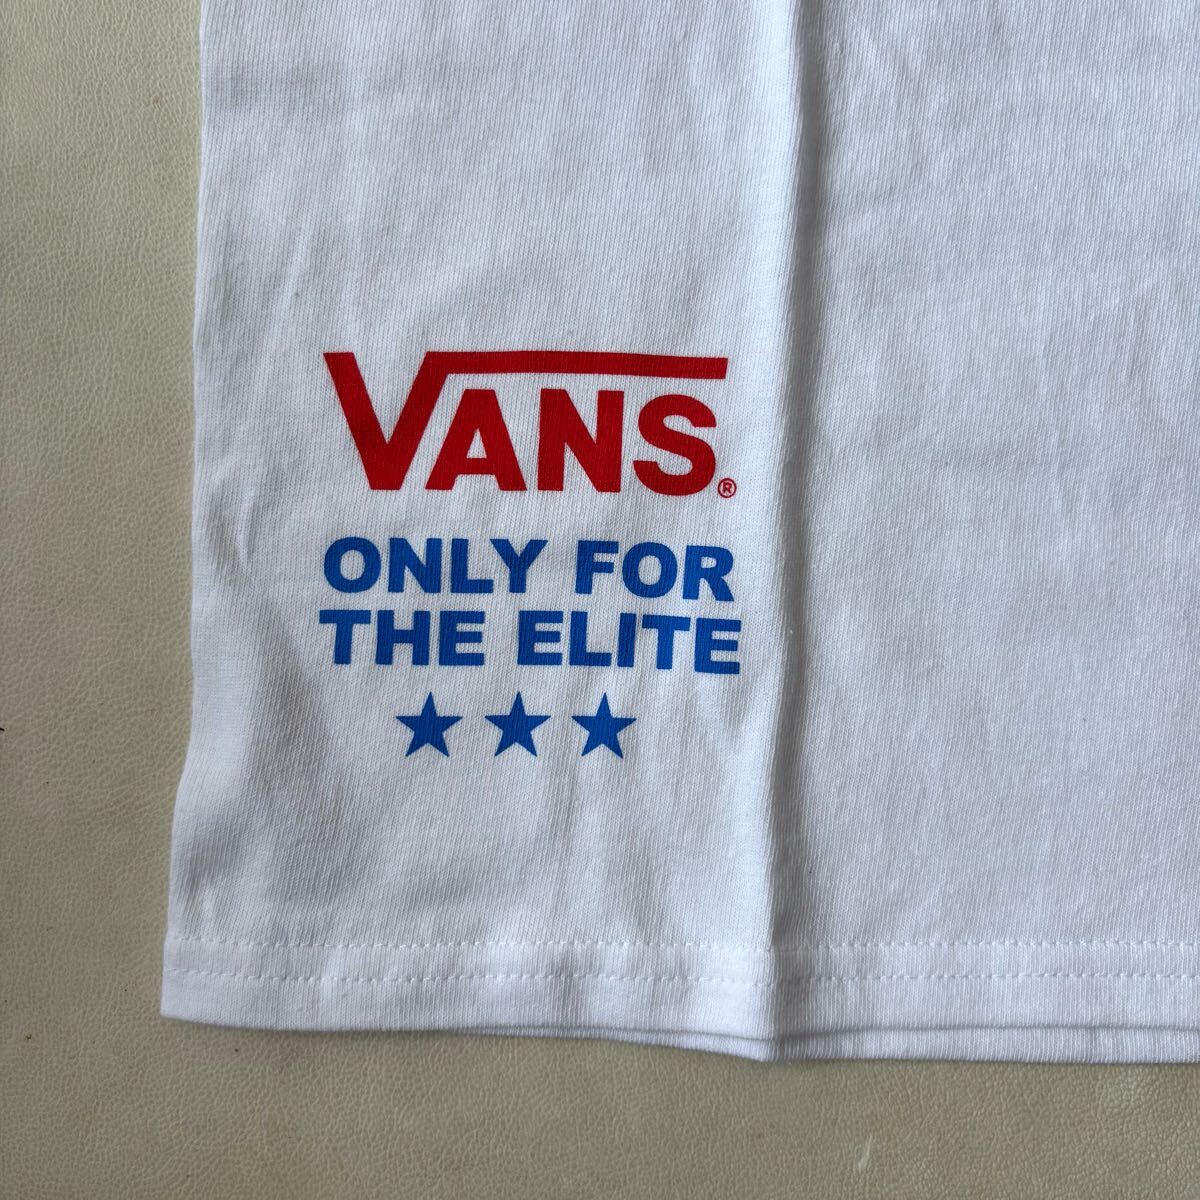 VANS®
ONLY FOR
THE ELITE